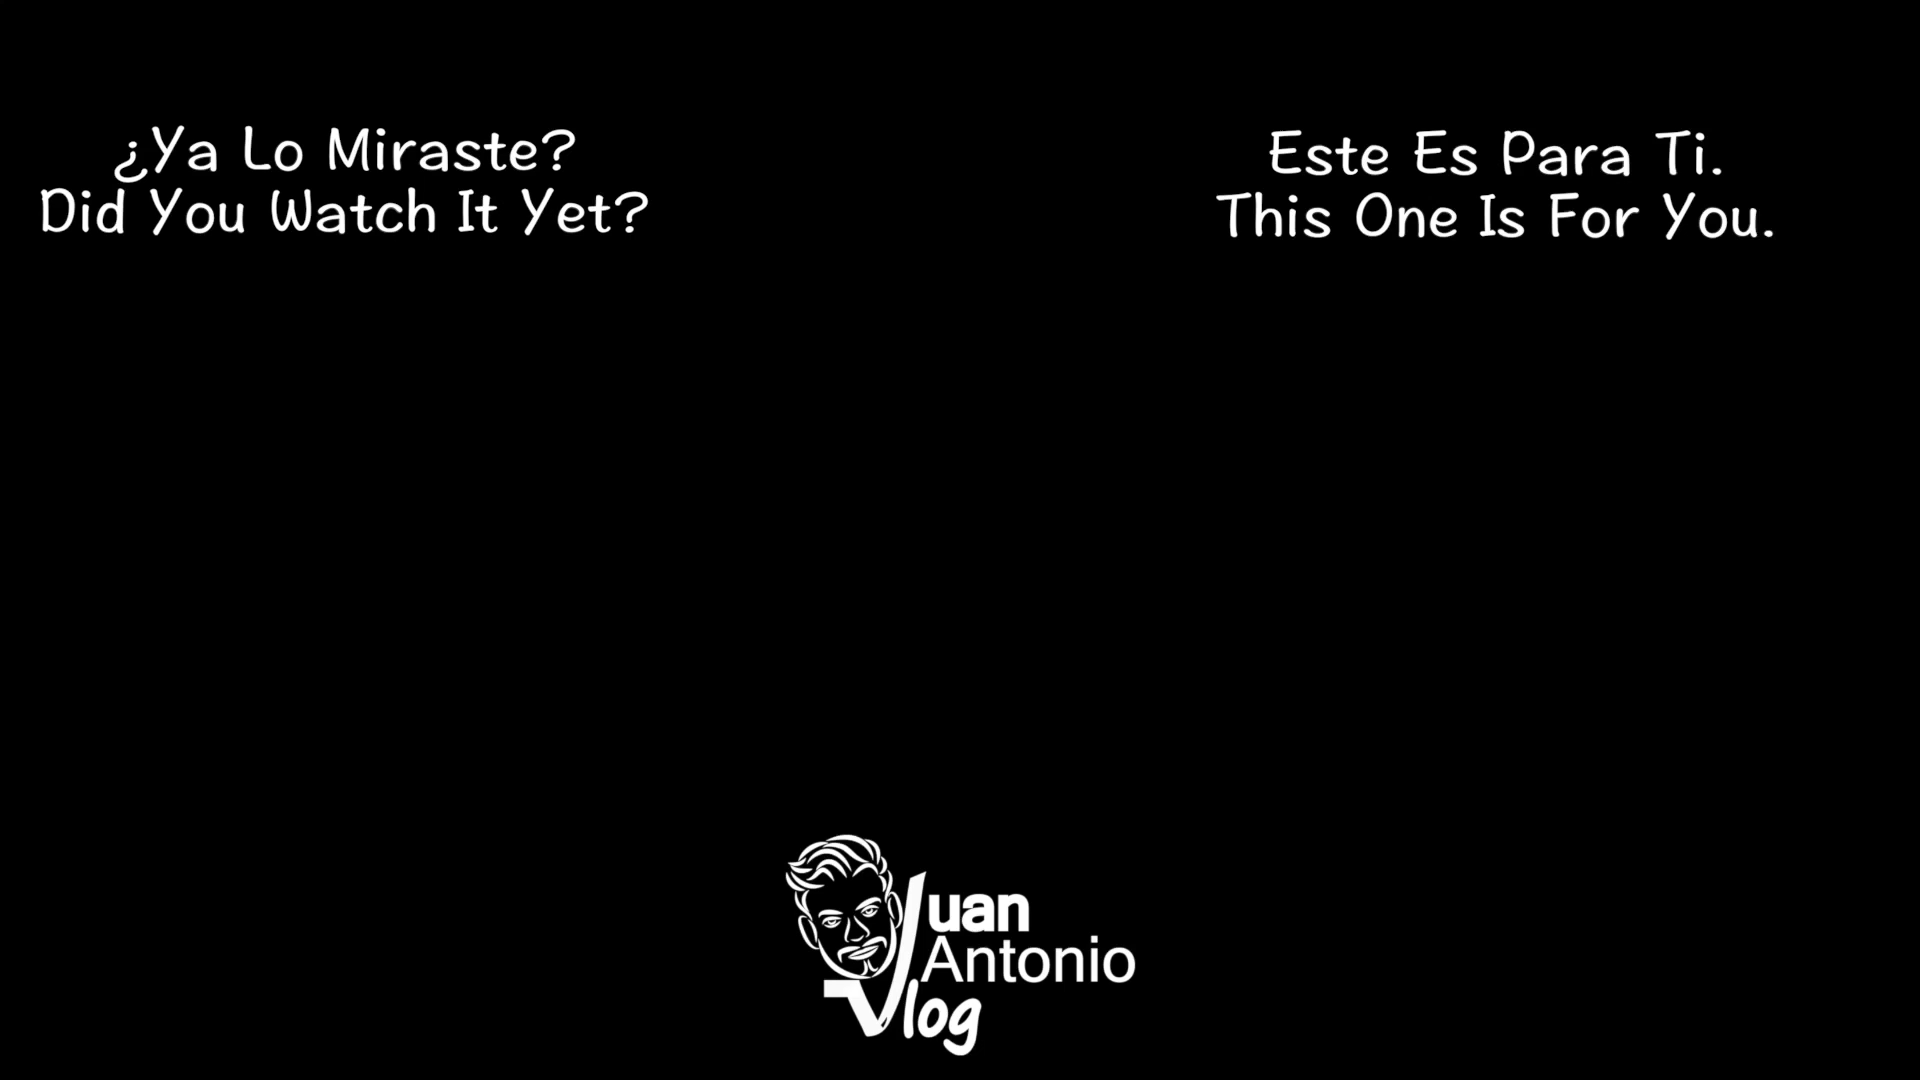 ¿Ya Lo Miraste?
Did You Watch It Yet?
Este Es Para Ti.
This One Is For You.
Juan
Antonio
Vlog